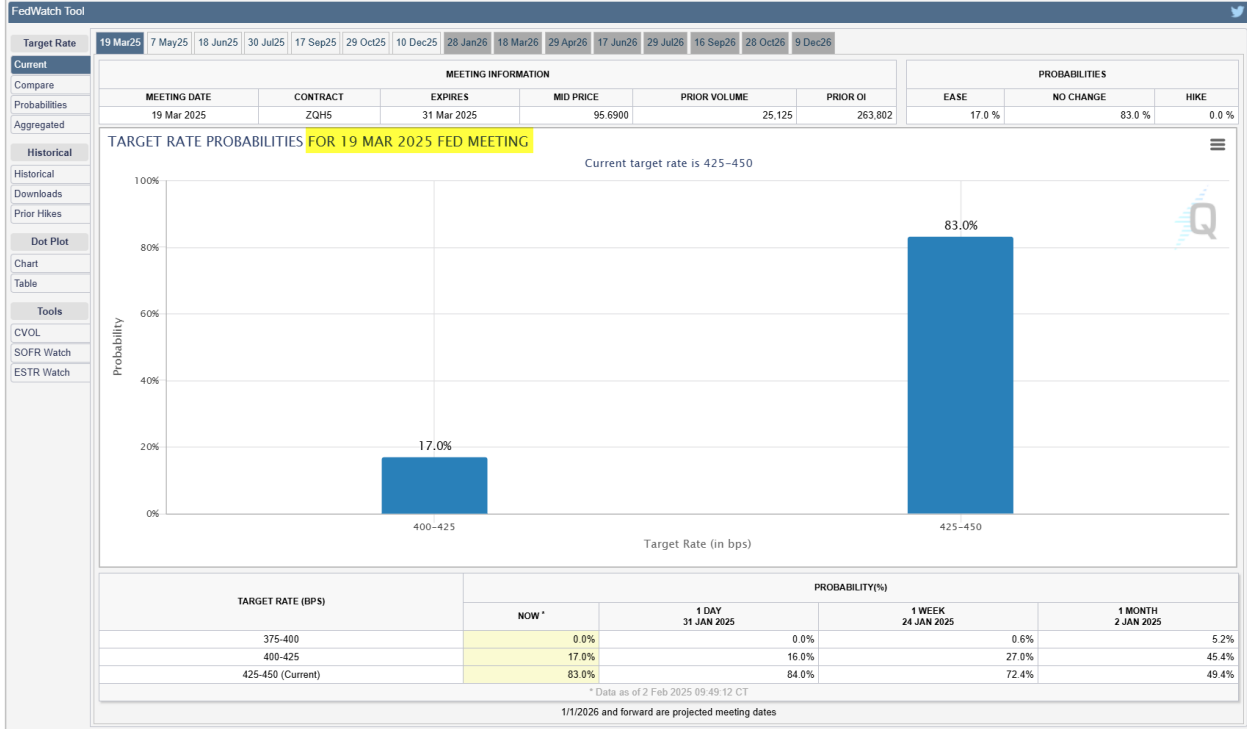 FedWatch Tool
Target Rate
Current
Compare
Probabilities
Aggregated
Historical
Historical
Downloads
Prior Hikes
Dot Plot
Chart
Table
Tools
CVOL
SOFR Watch
ESTR Watch
19 Mar25 7 May25 18 Jun25 30 Jul25 17 Sep25 29 Oct25 10 Dec25 28 Jan26 18 Mar26 29 Apr26 17 Jun26 29 Jul26 16 Sep26 28 Oct26 9 Dec26
MEETING INFORMATION
MEETING DATE CONTRACT EXPIRES MID PRICE PRIOR VOLUME PRIOR OI
19 Mar 2025 ZQH5 31 Mar 2025 95.6900 25,125 263,802
PROBABILITIES
EASE NO CHANGE HIKE
17.0 % 83.0 % 0.0 %
TARGET RATE PROBABILITIES FOR 19 MAR 2025 FED MEETING
Current target rate is 425-450
Q
Probability
100%
80%
60%
40%
20%
0%
17.0%
83.0%
400-425 425-450
Target Rate (in bps)
TARGET RATE (BPS) PROBABILITY(%)
NOW * 1 DAY 31 JAN 2025 1 WEEK 24 JAN 2025 1 MONTH 2 JAN 2025
375-400 0.0% 0.0% 0.6% 5.2%
400-425 17.0% 16.0% 27.0% 45.4%
425-450 (Current) 83.0% 84.0% 72.4% 49.4%
* Data as of 2 Feb 2025 09:49:12 CT
1/1/2026 and forward are projected meeting dates